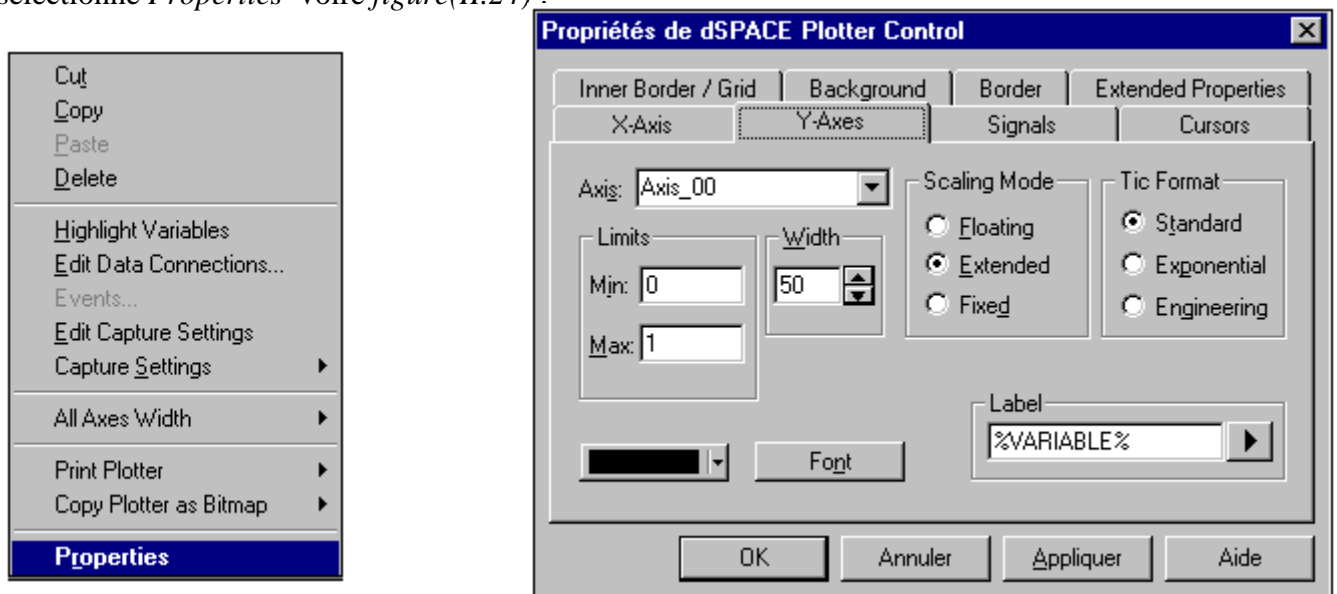 sélectionne Properties voire figure(II.24) :
Cut
Copy
Paste
Delete
Highlight Variables
Edit Data Connections...
Events...
Edit Capture Settings
Capture Settings
All Axes Width
Print Plotter
Copy Plotter as Bitmap
Properties
Propriétés de dSPACE Plotter Control
Inner Border / Grid
Background
Border
Extended Properties
X-Axis
Y-Axes
Signals
Cursors
Axis: Axis_00
Limits
Min: 0
Max: 1
Width
50
Scaling Mode
Floating
Extended
Fixed
Tic Format
Standard
Exponential
Engineering
Label
%VARIABLE%
Font
OK
Annuler
Appliquer
Aide